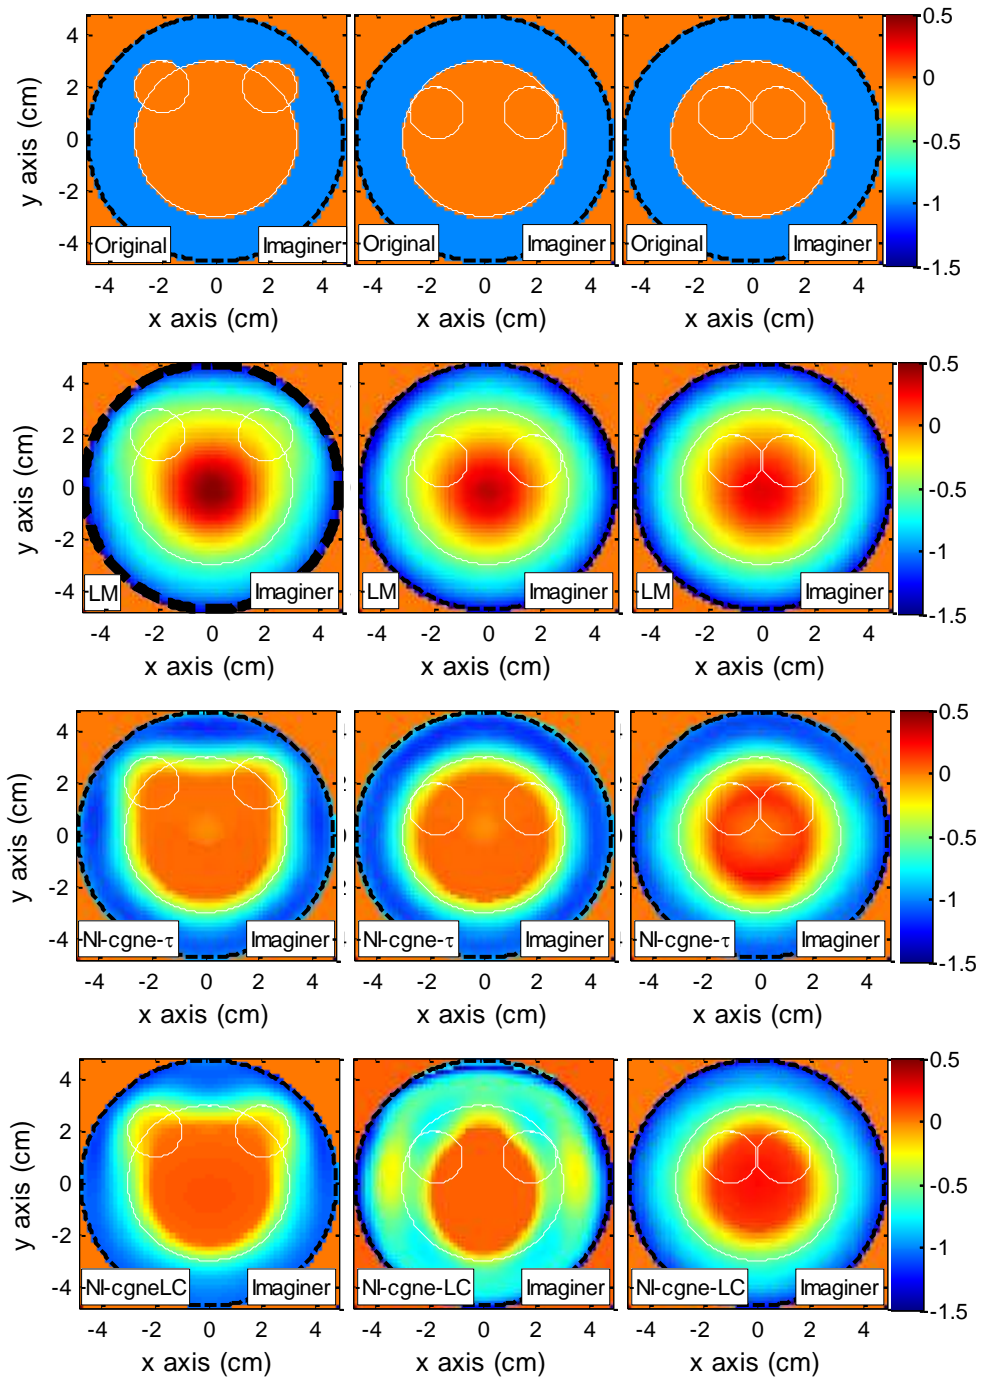 0.5
4
2
0
-2
-4
y axis (cm)
Original Imaginer Original Imaginer Original Imaginer
0
-0.5
-1
-1.5
-4 -2 0 2 4 -4 -2 0 2 4 -4 -2 0 2 4
x axis (cm) x axis (cm) x axis (cm)
0.5
4
2
0
-2
-4
y axis (cm)
LM Imaginer LM Imaginer LM Imaginer
0
-0.5
-1
-1.5
-4 -2 0 2 4 -4 -2 0 2 4 -4 -2 0 2 4
x axis (cm) x axis (cm) x axis (cm)
0.5
4
2
0
-2
-4
y axis (cm)
Nl-cgne-τ Imaginer Nl-cgne-τ Imaginer Nl-cgne-τ Imaginer
0
-0.5
-1
-1.5
-4 -2 0 2 4 -4 -2 0 2 4 -4 -2 0 2 4
x axis (cm) x axis (cm) x axis (cm)
0.5
4
2
0
-2
-4
y axis (cm)
Nl-cgneLC Imaginer Nl-cgne-LC Imaginer Nl-cgne-LC Imaginer
0
-0.5
-1
-1.5
-4 -2 0 2 4 -4 -2 0 2 4 -4 -2 0 2 4
x axis (cm) x axis (cm) x axis (cm)